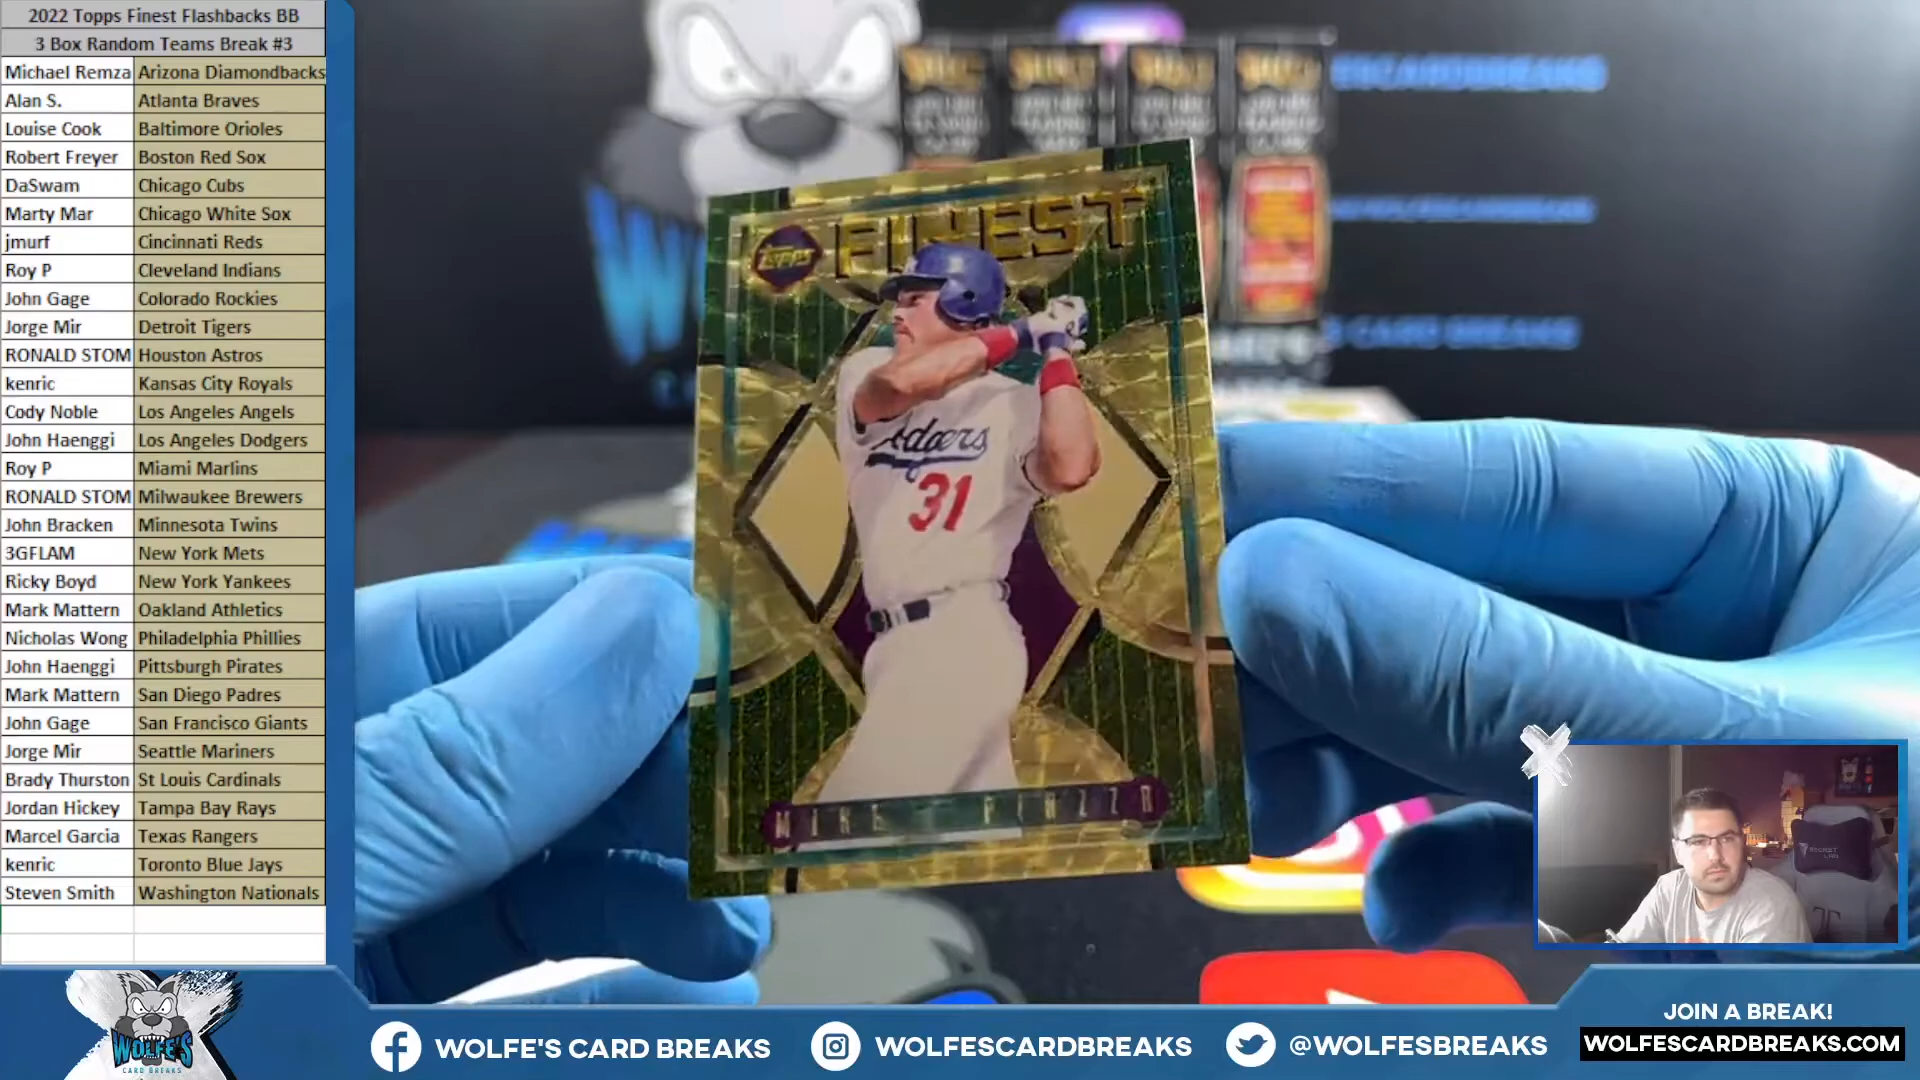 2022 Topps Finest Flashbacks BB
3 Box Random Teams Break #3
Michael Remza Arizona Diamondbacks
Alan S. Atlanta Braves
Louise Cook Baltimore Orioles
Robert Freyer Boston Red Sox
DaSwam Chicago Cubs
Marty Mar Chicago White Sox
jmurf Cincinnati Reds
Roy P Cleveland Indians
John Gage Colorado Rockies
Jorge Mir Detroit Tigers
RONALD STOM Houston Astros
kenric Kansas City Royals
Cody Noble Los Angeles Angels
John Haenggi Los Angeles Dodgers
Roy P Miami Marlins
RONALD STOM Milwaukee Brewers
John Bracken Minnesota Twins
3GFLAM New York Mets
Ricky Boyd New York Yankees
Mark Mattern Oakland Athletics
Nicholas Wong Philadelphia Phillies
John Haenggi Pittsburgh Pirates
Mark Mattern San Diego Padres
John Gage San Francisco Giants
Jorge Mir Seattle Mariners
Brady Thurston St Louis Cardinals
Jordan Hickey Tampa Bay Rays
Marcel Garcia Texas Rangers
kenric Toronto Blue Jays
Steven Smith Washington Nationals
TOPPS FINEST
Dodgers
31
MIKE PIAZZA
CARD BREAKS
SECRET LAB
WOLFE'S
CARD BREAKS
WOLFE'S CARD BREAKS
WOLFESCARDBREAKS
@WOLFESBREAKS
JOIN A BREAK!
WOLFESCARDBREAKS.COM